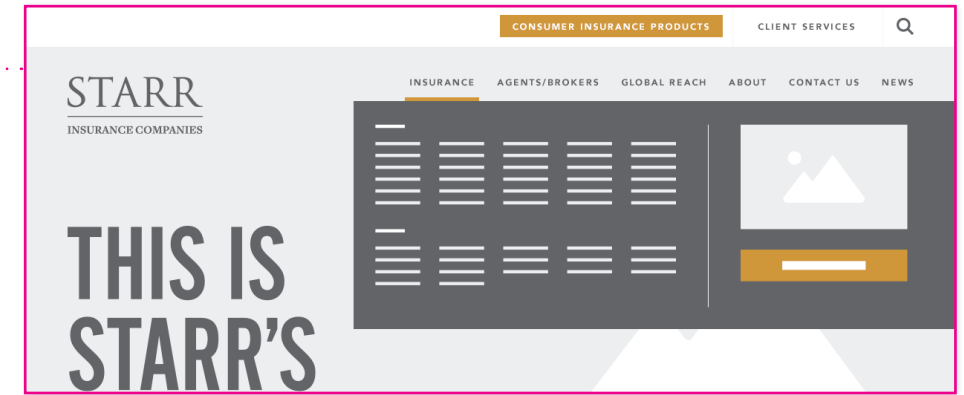 CONSUMER INSURANCE PRODUCTS CLIENT SERVICES
STARR
INSURANCE COMPANIES
INSURANCE AGENTS/BROKERS GLOBAL REACH ABOUT CONTACT US NEWS
THIS IS
STARR'S